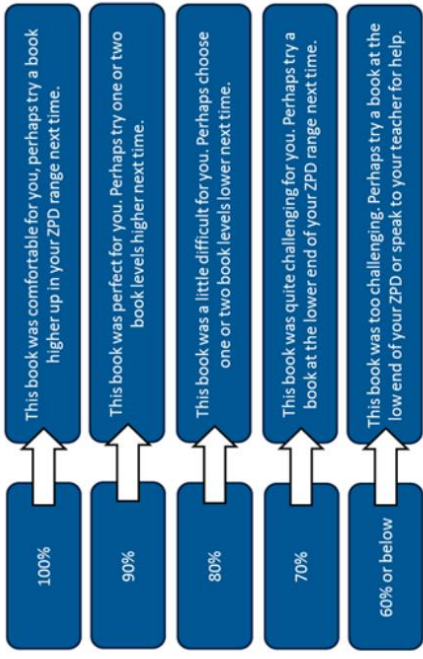 100%
This book was comfortable for you, perhaps try a book
higher up in your ZPD range next time.
90%
This book was perfect for you. Perhaps try one or two
book levels higher next time.
80%
This book was a little difficult for you. Perhaps choose
one or two book levels lower next time.
70%
This book was quite challenging for you. Perhaps try a
book at the lower end of your ZPD range next time.
60% or below
This book was too challenging. Perhaps try a book at the
low end of your ZPD or speak to your teacher for help.